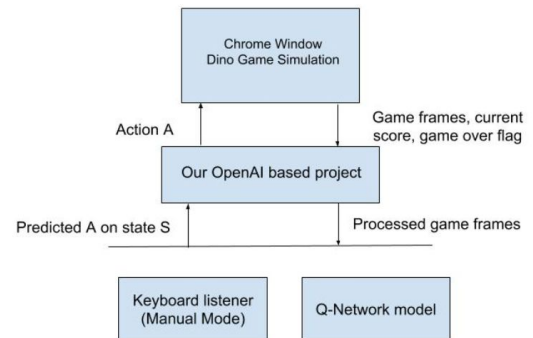 Chrome Window
Dino Game Simulation
Action A
Game frames, current
score, game over flag
Our OpenAI based project
Predicted A on state S
Processed game frames
Keyboard listener
(Manual Mode)
Q-Network model